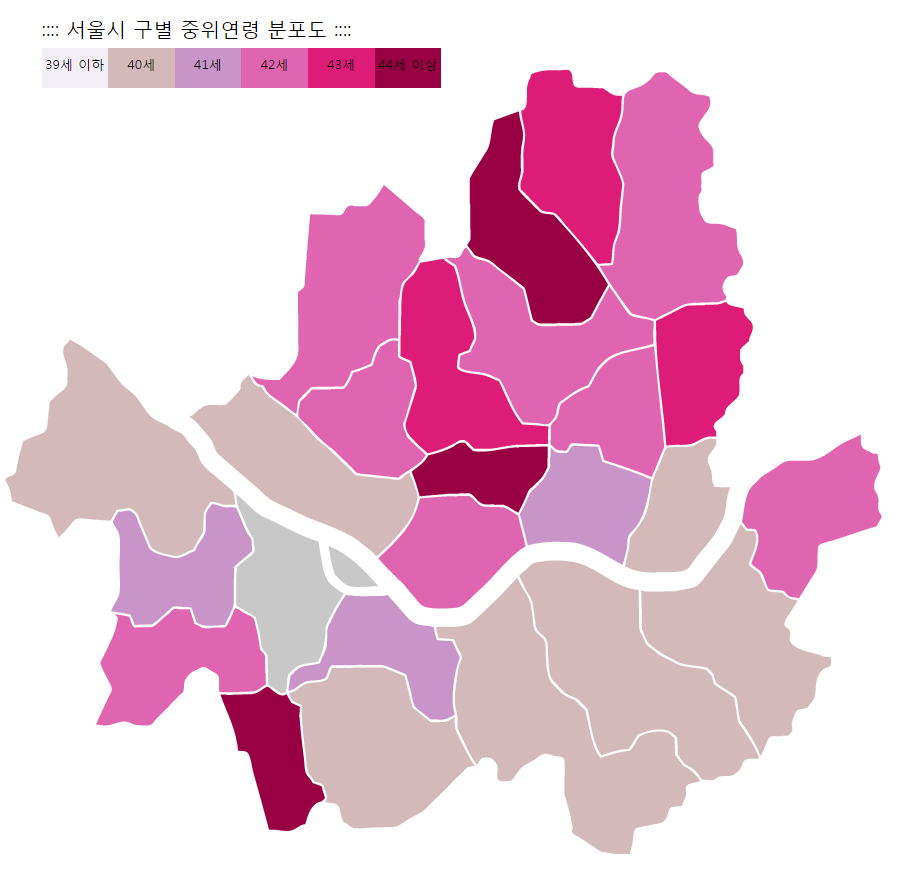 :::: 서울시 구별 중위연령 분포도 ::::
39세 이하 40세 41세 42세 43세 44세 이상